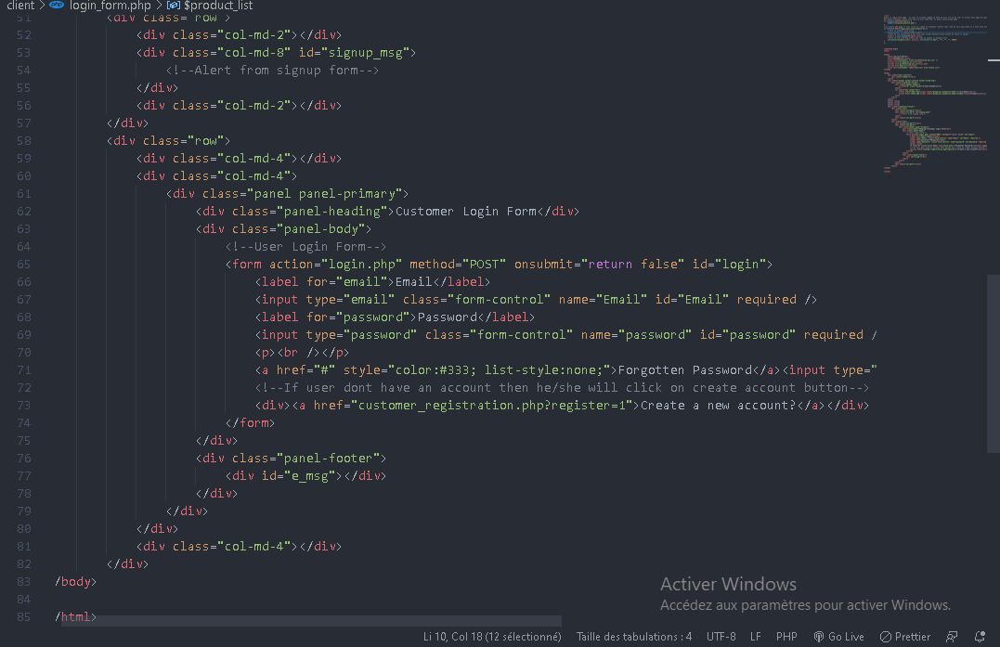 client > login_form.php > $product_list
51 <div class="row">
52 <div class="col-md-2"></div>
53 <div class="col-md-8" id="signup_msg">
54 <!--Alert from signup form-->
55 </div>
56 <div class="col-md-2"></div>
57 </div>
58 <div class="row">
59 <div class="col-md-4"></div>
60 <div class="col-md-4">
61 <div class="panel panel-primary">
62 <div class="panel-heading">Customer Login Form</div>
63 <div class="panel-body">
64 <!--User Login Form-->
65 <form action="login.php" method="POST" onsubmit="return false" id="login">
66 <label for="email">Email</label>
67 <input type="email" class="form-control" name="Email" id="Email" required />
68 <label for="password">Password</label>
69 <input type="password" class="form-control" name="password" id="password" required /
70 <p><br /></p>
71 <a href="#" style="color:#333; list-style:none;">Forgotten Password</a><input type="
72 <!--If user dont have an account then he/she will click on create account button-->
73 <div><a href="customer_registration.php?register=1">Create a new account?</a></div>
74 </form>
75 </div>
76 <div class="panel-footer">
77 <div id="e_msg"></div>
78 </div>
79 </div>
80 </div>
81 <div class="col-md-4"></div>
82 </div>
83 /body>
84
85 /html>
Activer Windows
Accédez aux paramètres pour activer Windows.
Li 10, Col 18 (12 sélectionné) Taille des tabulations : 4 UTF-8 LF PHP Go Live Prettier